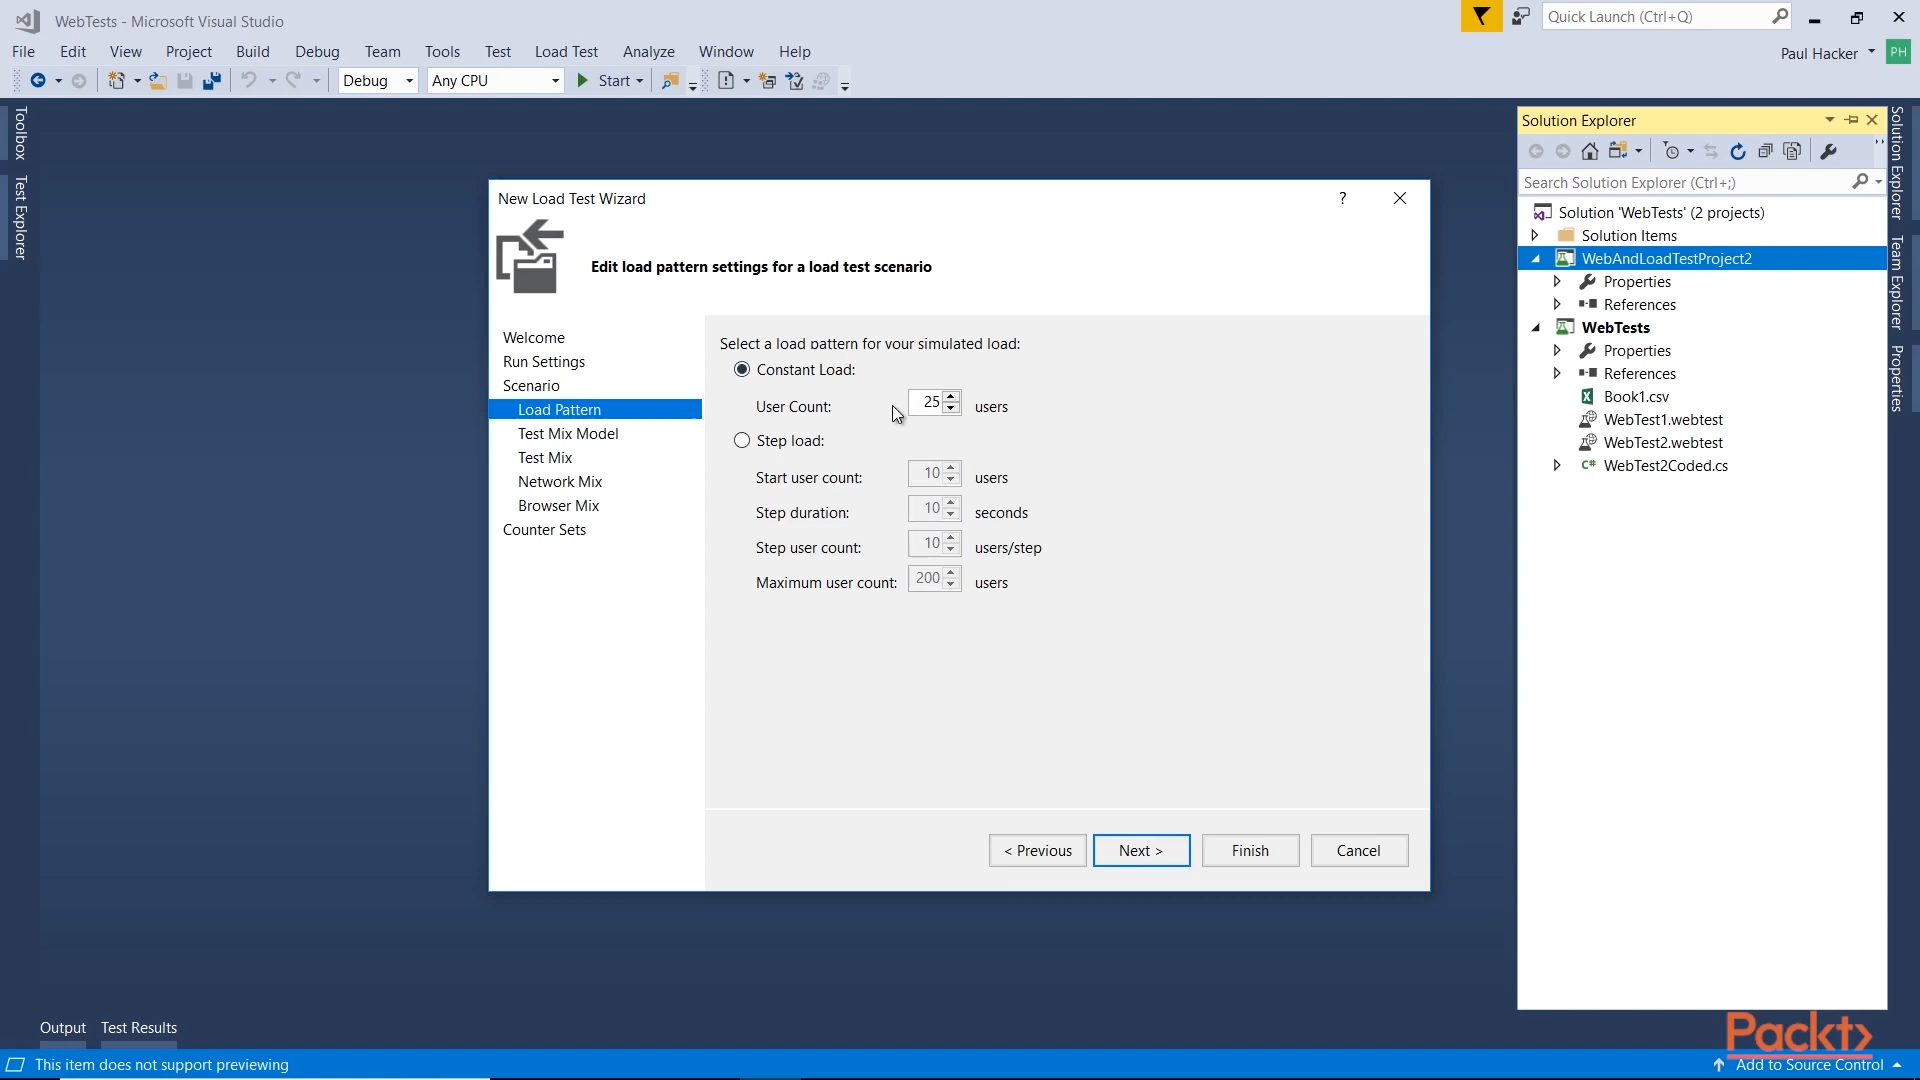 WebTests - Microsoft Visual Studio
Quick Launch (Ctrl+Q)
File Edit View Project Build Debug Team Tools Test Load Test Analyze Window Help
Paul Hacker PH
Debug Any CPU Start
Toolbox
Test Explorer
Solution Explorer
Search Solution Explorer (Ctrl+;)
Solution 'WebTests' (2 projects)
Solution Items
WebAndLoadTestProject2
Properties
References
WebTests
Properties
References
Book1.csv
WebTest1.webtest
WebTest2.webtest
C# WebTest2Coded.cs
Solution Explorer
Team Explorer
Properties
New Load Test Wizard ?
Edit load pattern settings for a load test scenario
Welcome
Run Settings
Scenario
Load Pattern
Test Mix Model
Test Mix
Network Mix
Browser Mix
Counter Sets
Select a load pattern for your simulated load:
Constant Load:
User Count: 25 users
Step load:
Start user count: 10 users
Step duration: 10 seconds
Step user count: 10 users/step
Maximum user count: 200 users
< Previous Next > Finish Cancel
Output Test Results
Packt>
This item does not support previewing
Add to Source Control